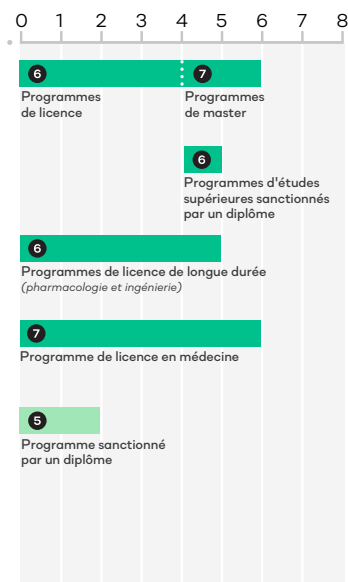 0 1 2 3 4 5 6 7 8
6 7
Programmes
de licence
Programmes
de master
6
Programmes d'études
supérieures sanctionnés
par un diplôme
6
Programmes de licence de longue durée
(pharmacologie et ingénierie)
7
Programme de licence en médecine
5
Programme sanctionné
par un diplôme